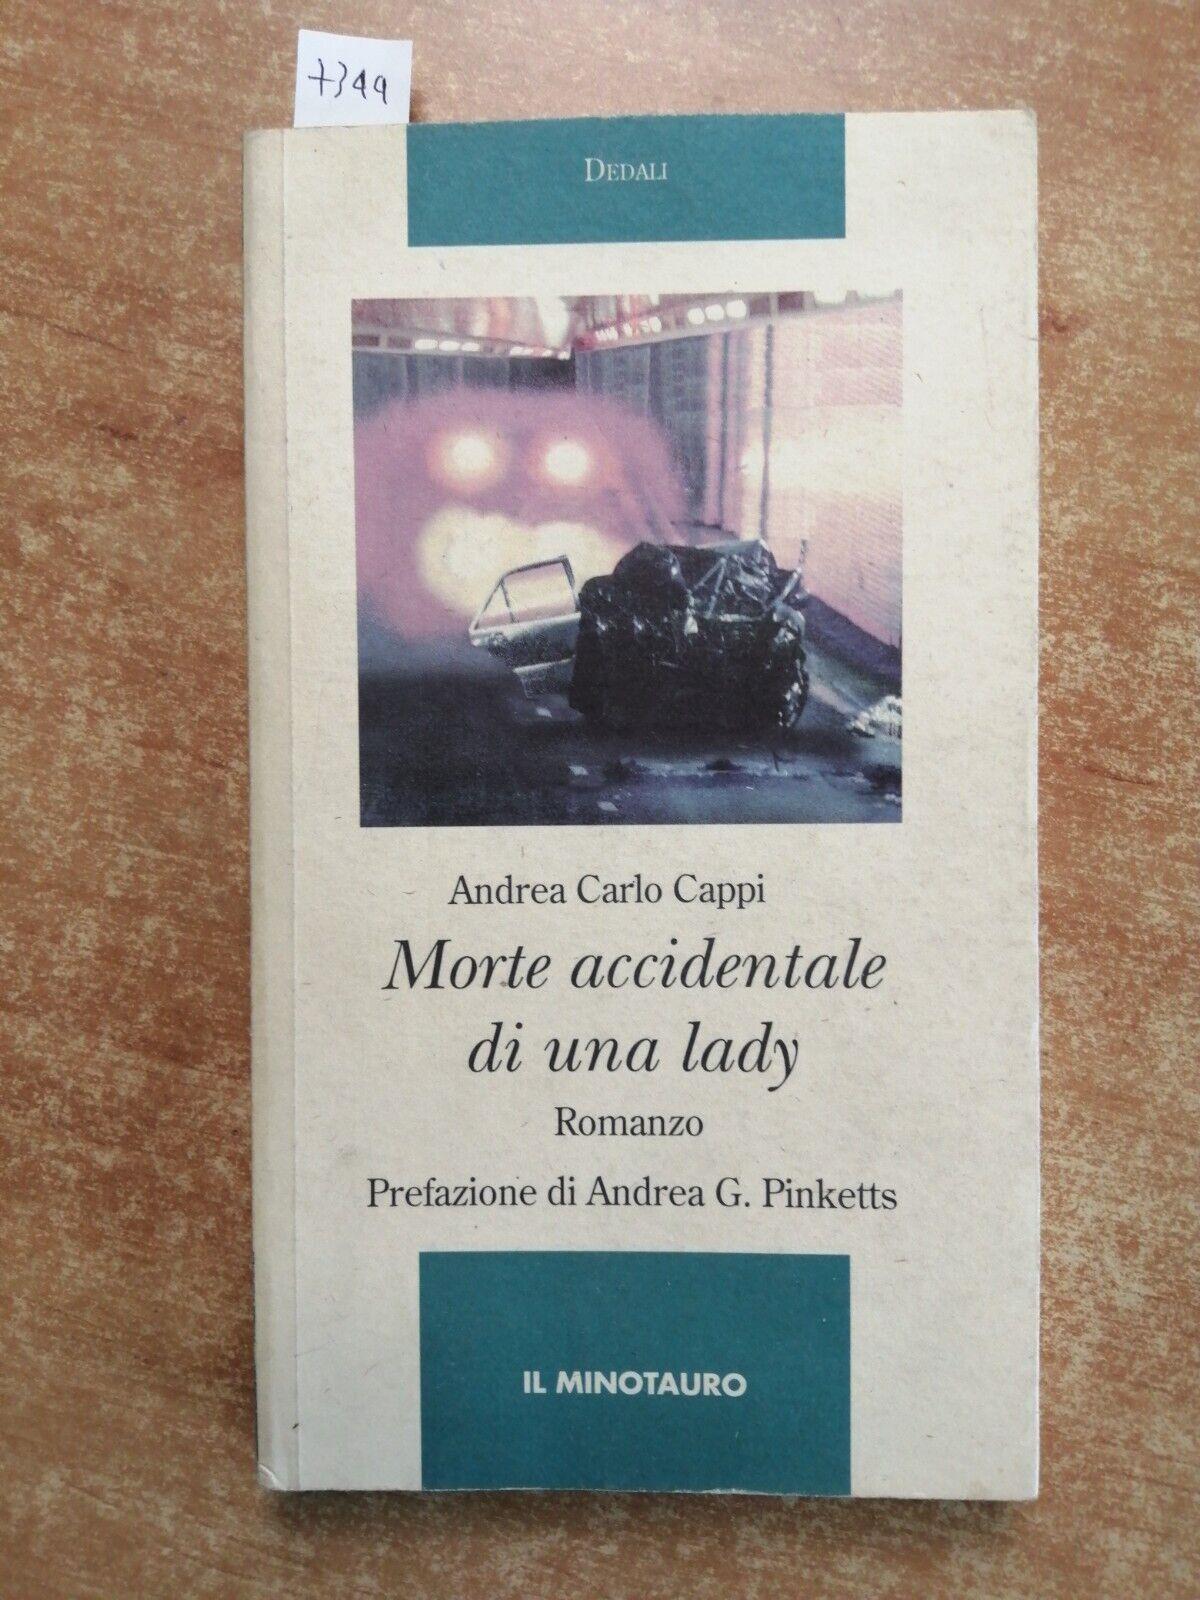 7349
DEDALI
Andrea Carlo Cappi
Morte accidentale
di una lady
Romanzo
Prefazione di Andrea G. Pinketts
IL MINOTAURO